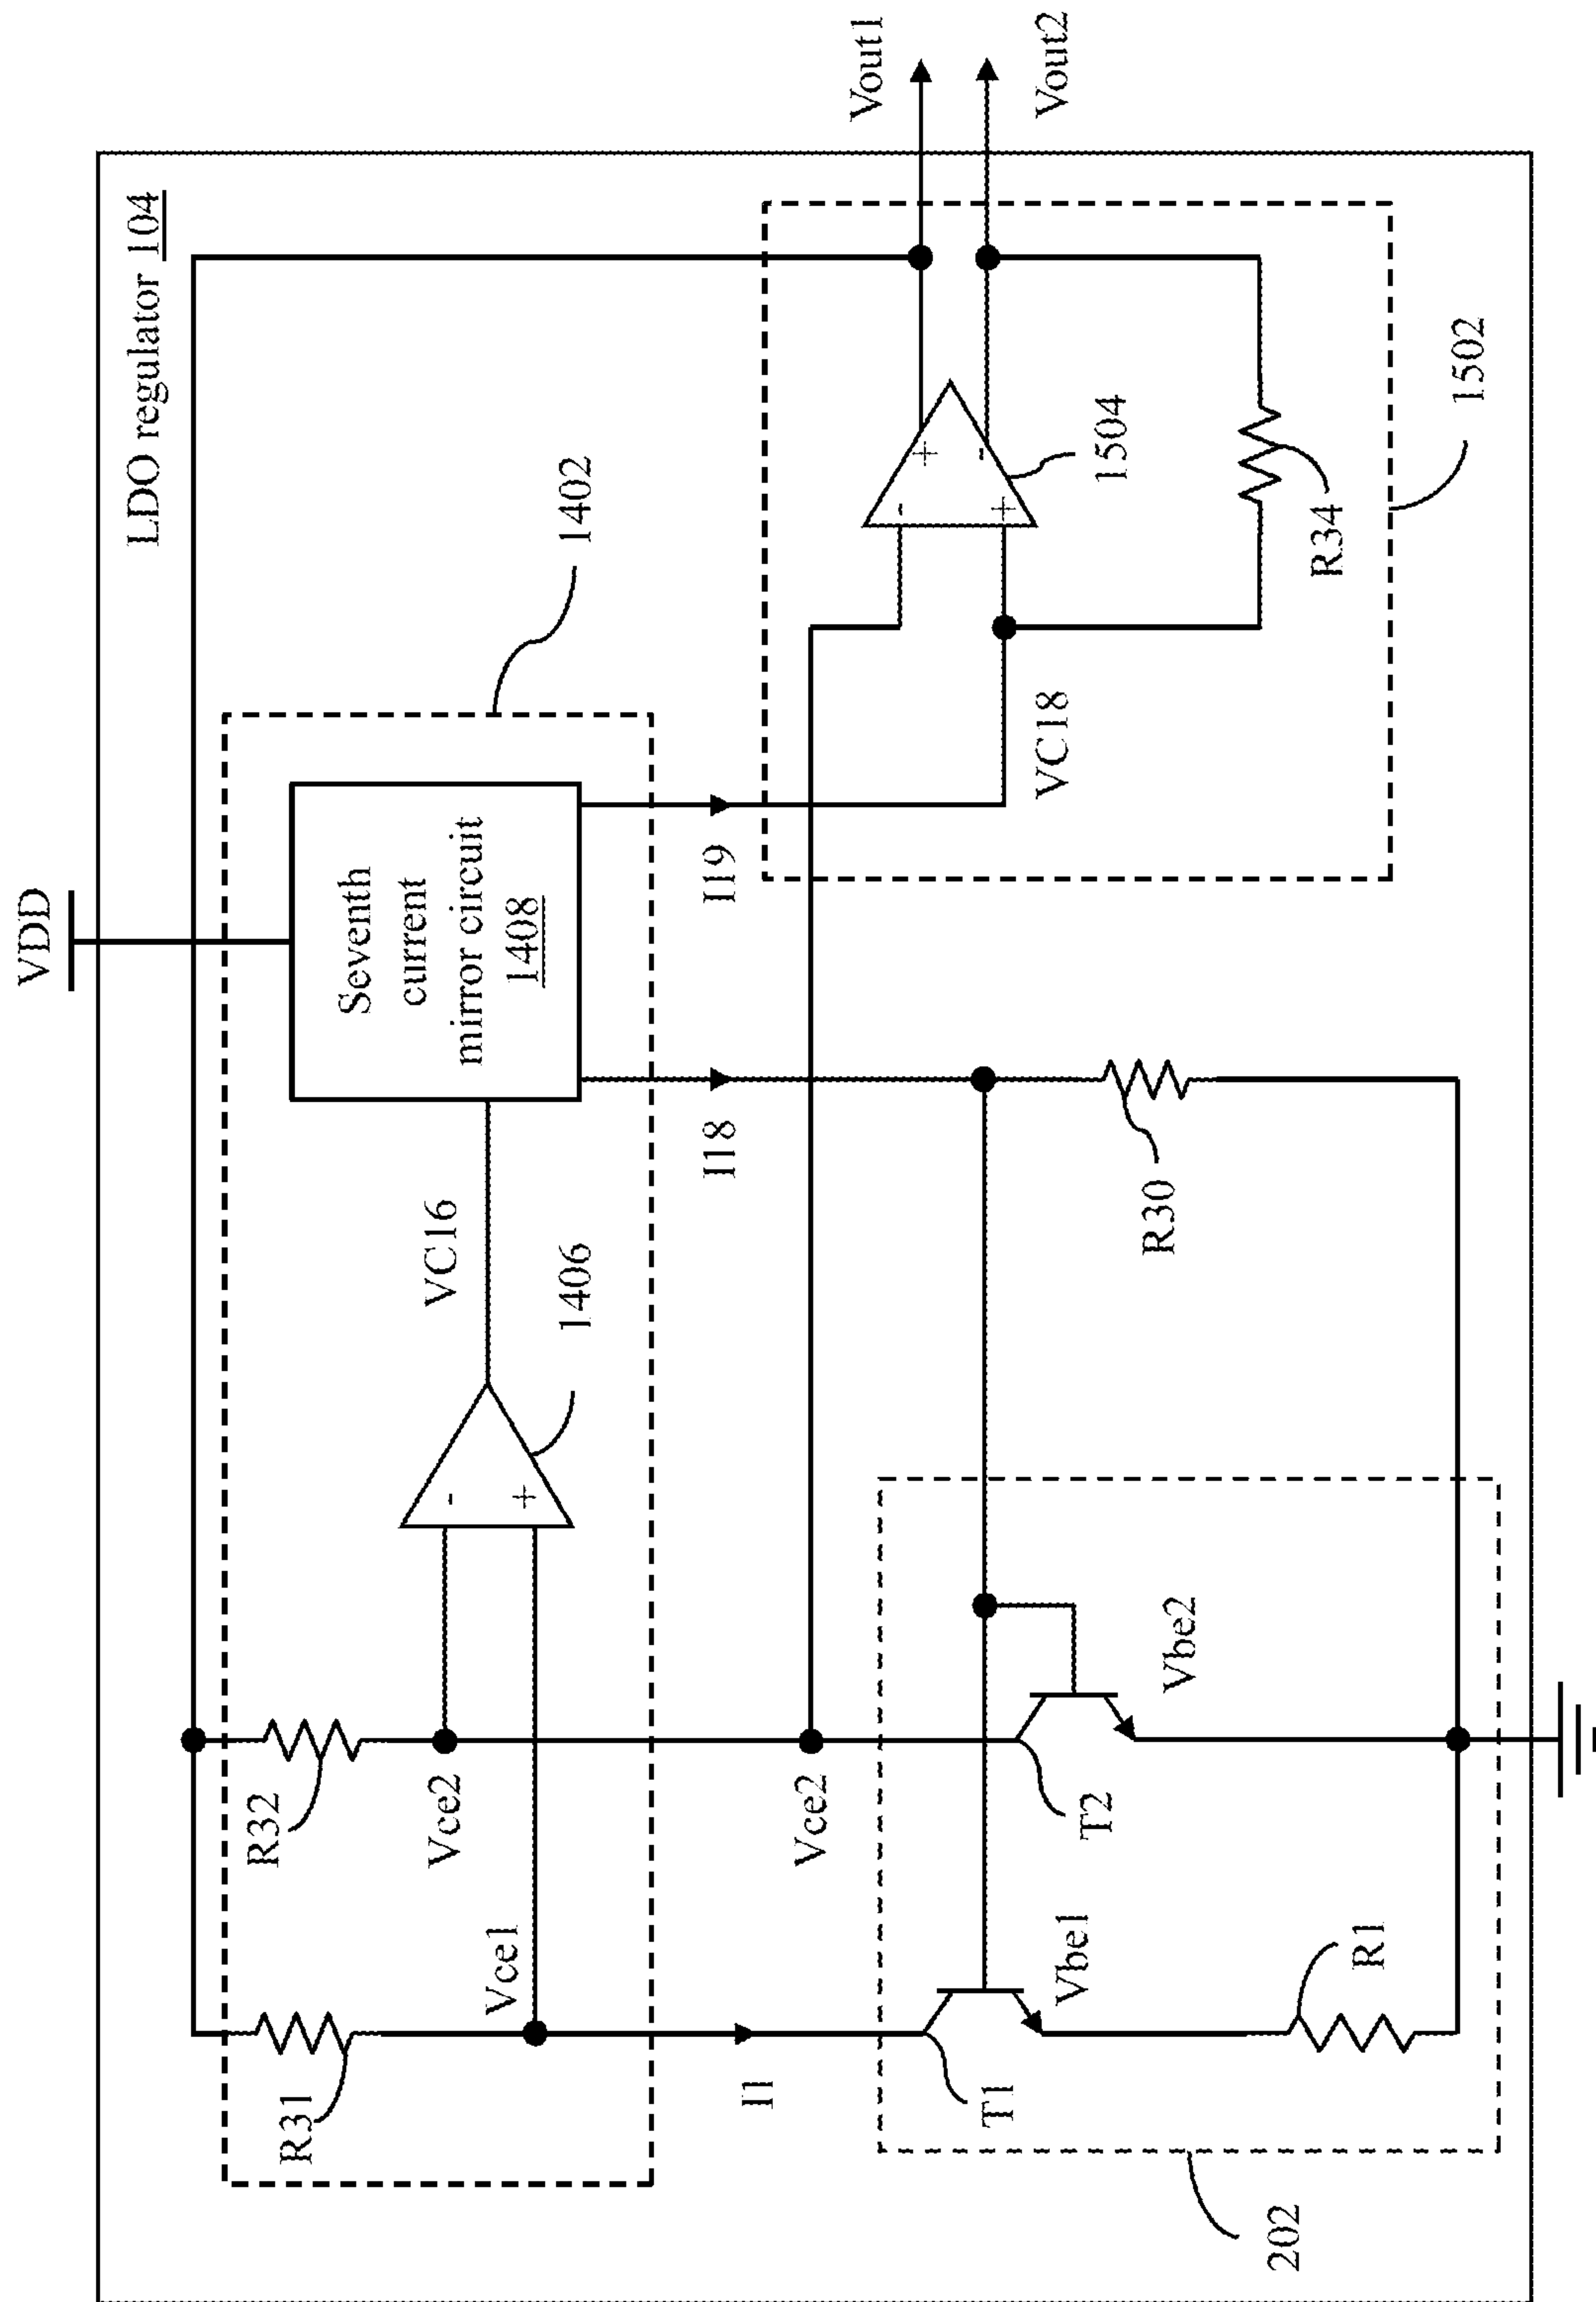 VDD
LDO regulator 104
R31
R32
1402
Vce1
Vce2
VC16
1406
Seventh
current
mirror circuit
1408
I1
I18
I19
Vce2
Vout1
Vout2
T1
T2
Vbe1
Vbe2
R1
R30
VC18
1504
R34
1502
202
-
+
-
+
+
-